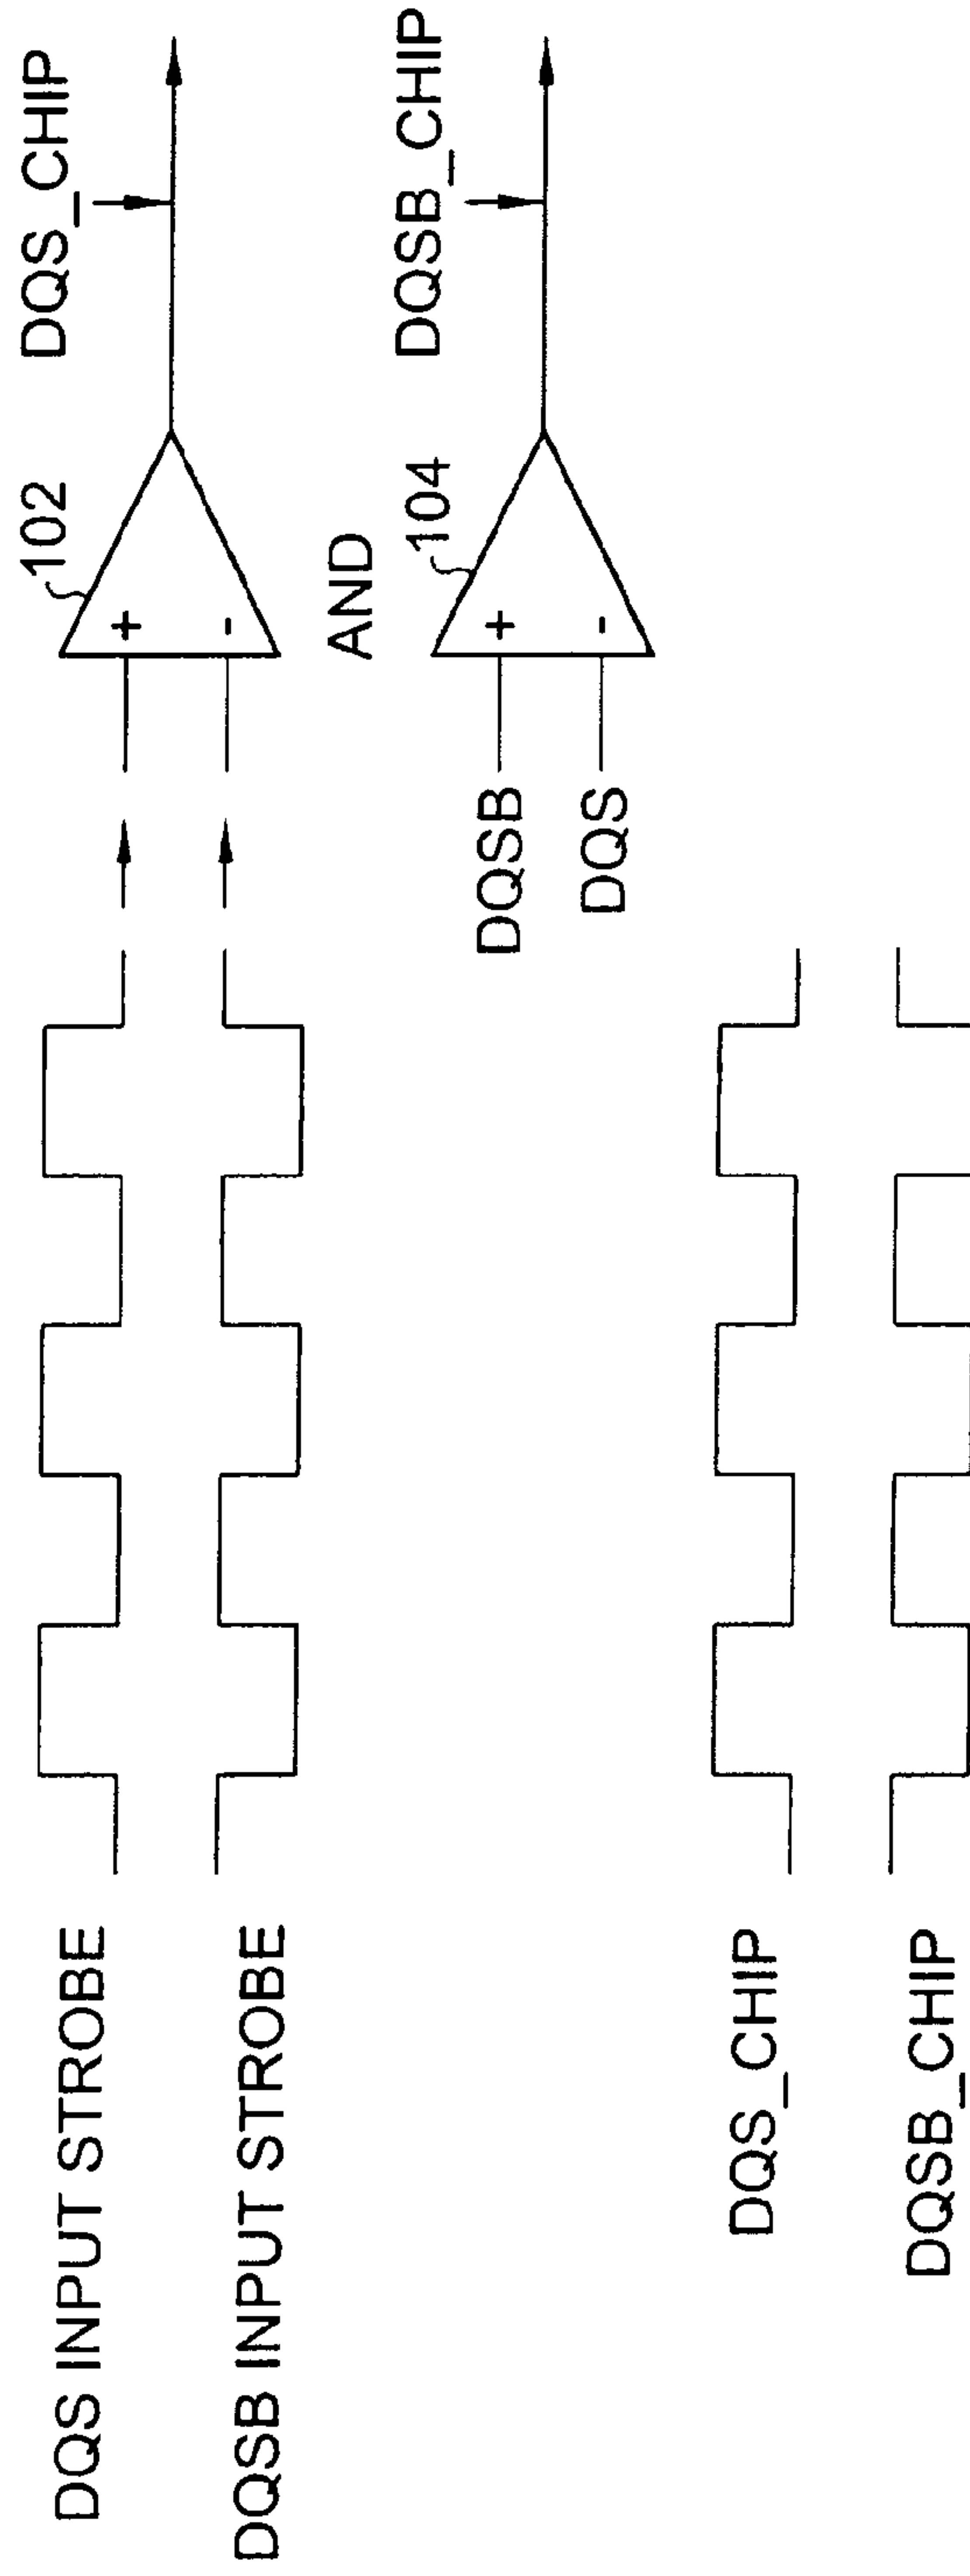 DQS INPUT STROBE
DQSB INPUT STROBE
+
-
102
DQS_CHIP
AND
DQSB
DQS
+
-
104
DQSB_CHIP
DQS_CHIP
DQSB_CHIP